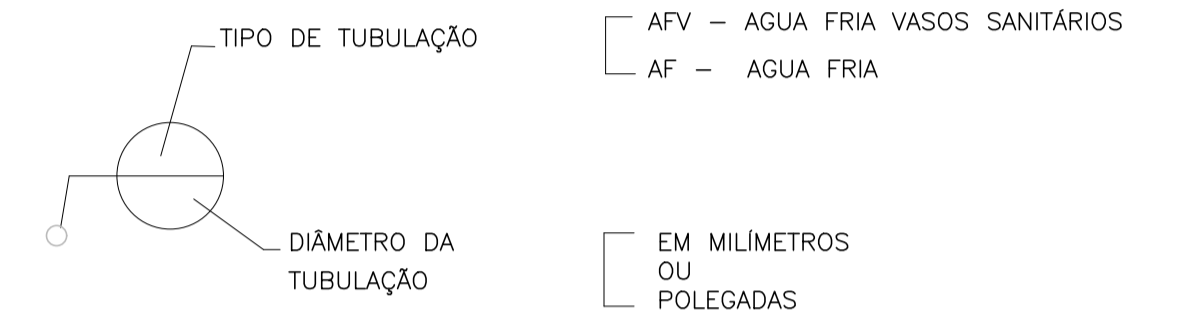 TIPO DE TUBULAÇÃO
AFV – AGUA FRIA VASOS SANITÁRIOS
AF – AGUA FRIA
DIÂMETRO DA
TUBULAÇÃO
EM MILÍMETROS
OU
POLEGADAS